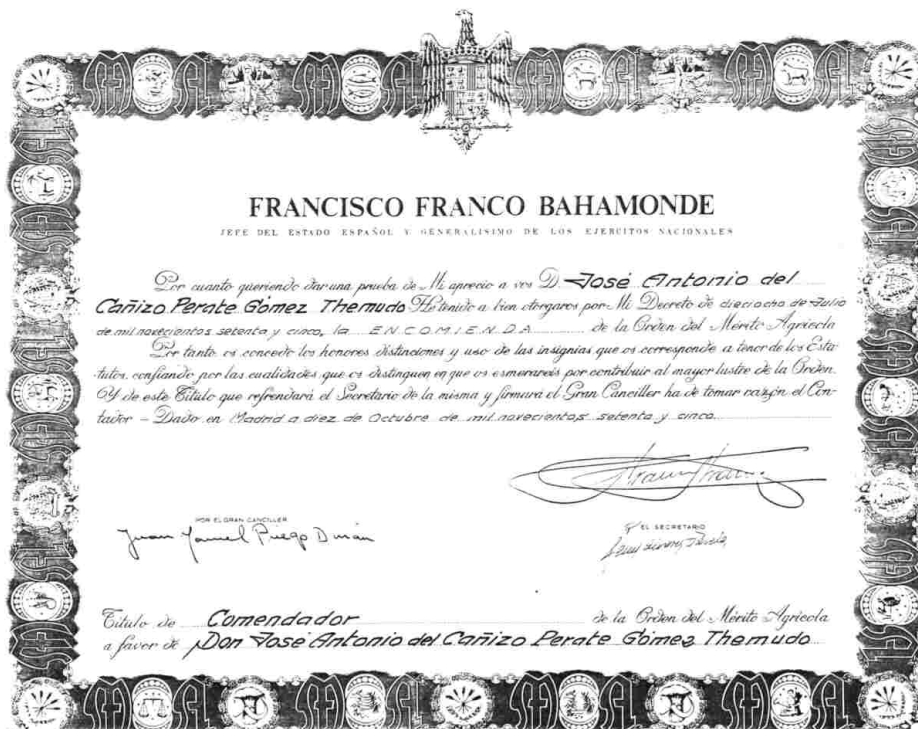 FRANCISCO FRANCO BAHAMONDE
JEFE DEL ESTADO ESPAÑOL Y GENERALISIMO DE LOS EJERCITOS NACIONALES
Por cuanto queriendo dar una prueba de Mi aprecio a vos D. José Antonio del
Cañizo Perate Gómez Themudo He tenido a bien otorgaros por Mi Decreto de dieciocho de Julio
de mil novecientos setenta y cinco, la ENCOMIENDA de la Orden del Mérito Agrícola
Por tanto os concedo los honores distinciones y uso de las insignias que os corresponde a tenor de los Esta-
tutos, confiando por las cualidades que os distinguen en que os esmerareis por contribuir al mayor lustre de la Orden.
Y de este Título que refrendará el Secretario de la misma y firmará el Gran Canciller ha de tomar razón el Con-
tador – Dado en Madrid a diez de Octubre de mil novecientos setenta y cinco
POR EL GRAN CANCILLER
EL SECRETARIO
Título de Comendador de la Orden del Mérito Agrícola
a favor de Don José Antonio del Cañizo Perate Gómez Themudo